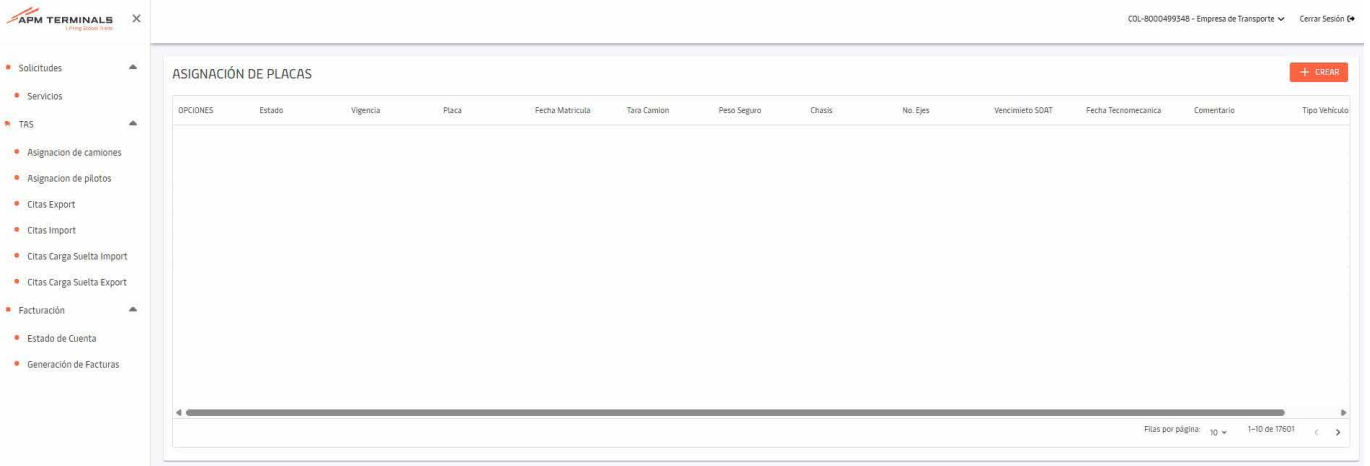 APM TERMINALS
Lifting Global Trade
COL-8000499348 - Empresa de Transporte
Cerrar Sesión
Solicitudes
Servicios
TAS
Asignacion de camiones
Asignacion de pilotos
Citas Export
Citas Import
Citas Carga Suelta Import
Citas Carga Suelta Export
Facturación
Estado de Cuenta
Generación de Facturas
ASIGNACIÓN DE PLACAS
+ CREAR
OPCIONES Estado Vigencia Placa Fecha Matricula Tara Camion Peso Seguro Chasis No. Ejes Vencimieto SOAT Fecha Tecnomecanica Comentario Tipo Vehículo
Filas por página: 10 1–10 de 17601